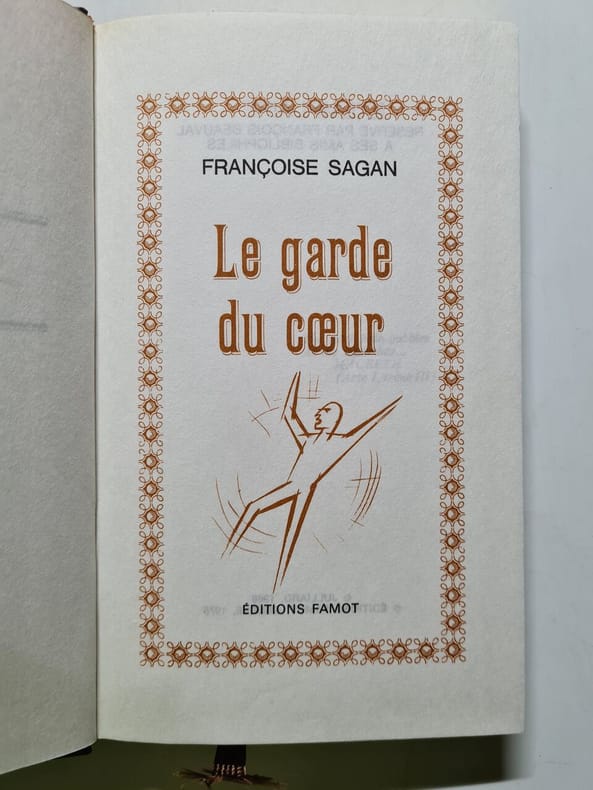 FRANÇOISE SAGAN
Le garde
du cœur
ÉDITIONS FAMOT